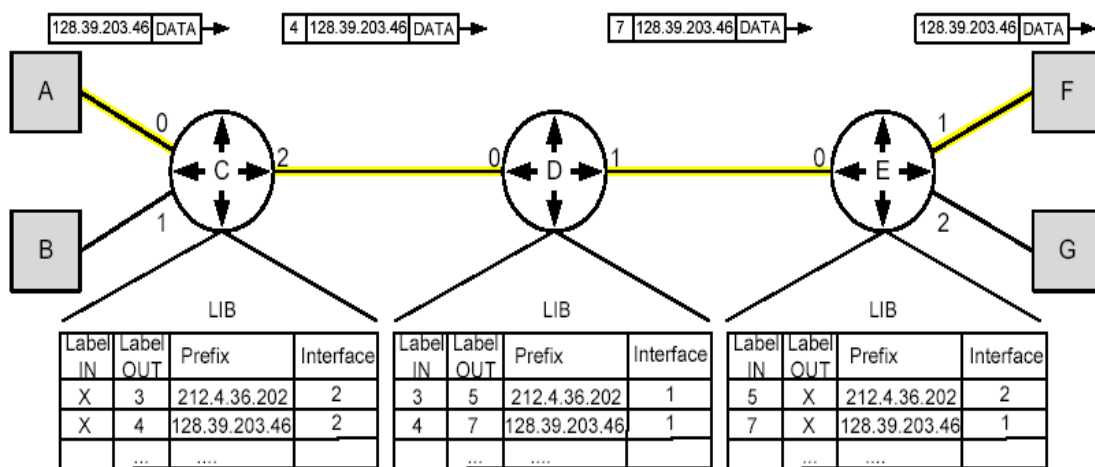 128.39.203.46 DATA
4 128.39.203.46 DATA
7 128.39.203.46 DATA
128.39.203.46 DATA
A
B
C
D
E
F
G
0
1
2
0
1
0
1
2
LIB
Label IN Label OUT Prefix Interface
X 3 212.4.36.202 2
X 4 128.39.203.46 2
... ....
LIB
Label IN Label OUT Prefix Interface
3 5 212.4.36.202 1
4 7 128.39.203.46 1
... ....
LIB
Label IN Label OUT Prefix Interface
5 X 212.4.36.202 2
7 X 128.39.203.46 1
... ....